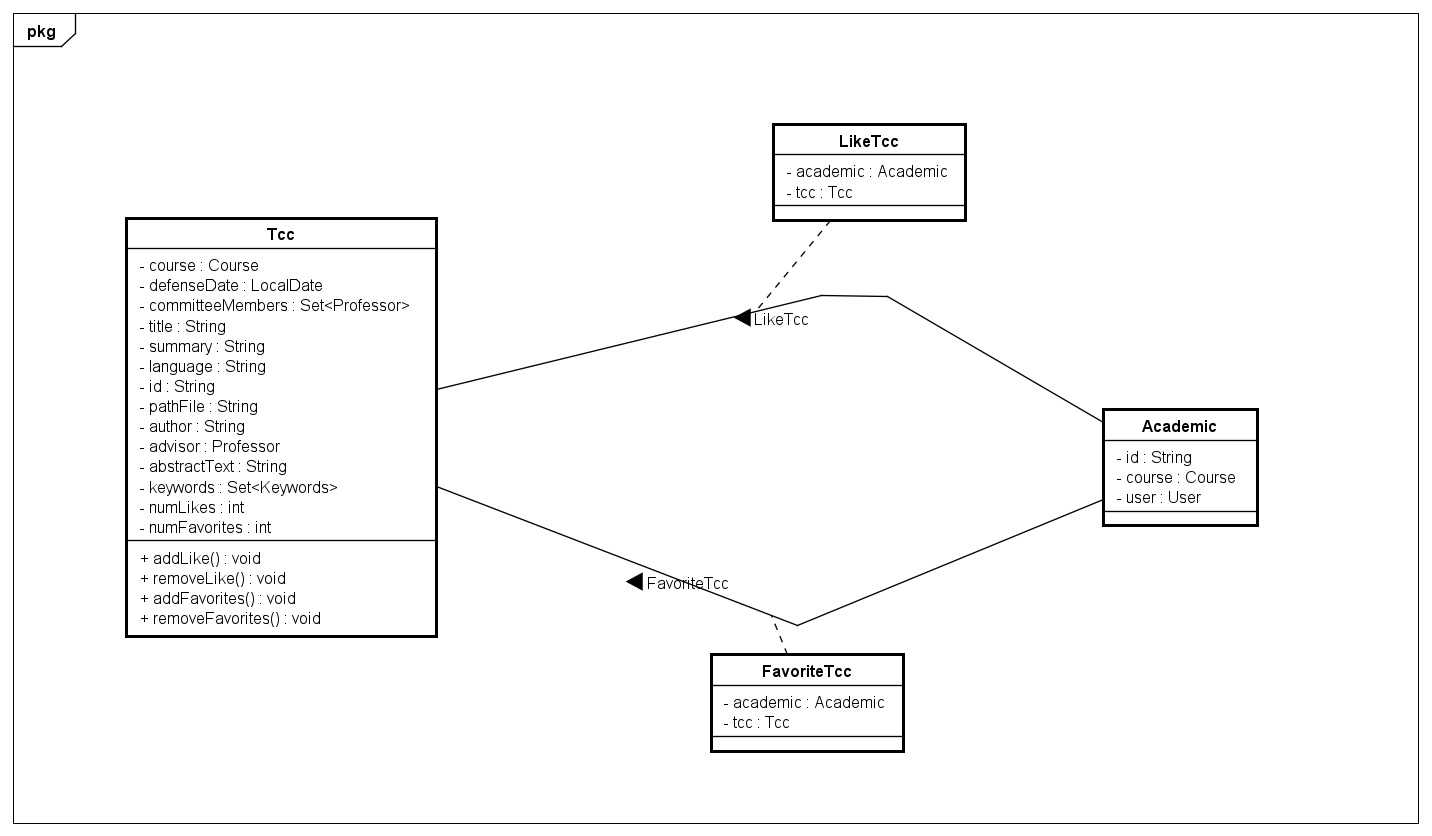 pkg
LikeTcc
- academic : Academic
- tcc : Tcc
Tcc
- course : Course
- defenseDate : LocalDate
- committeeMembers : Set<Professor>
- title : String
- summary : String
- language : String
- id : String
- pathFile : String
- author : String
- advisor : Professor
- abstractText : String
- keywords : Set<Keywords>
- numLikes : int
- numFavorites : int
+ addLike() : void
+ removeLike() : void
+ addFavorites() : void
+ removeFavorites() : void
LikeTcc
Academic
- id : String
- course : Course
- user : User
FavoriteTcc
FavoriteTcc
- academic : Academic
- tcc : Tcc